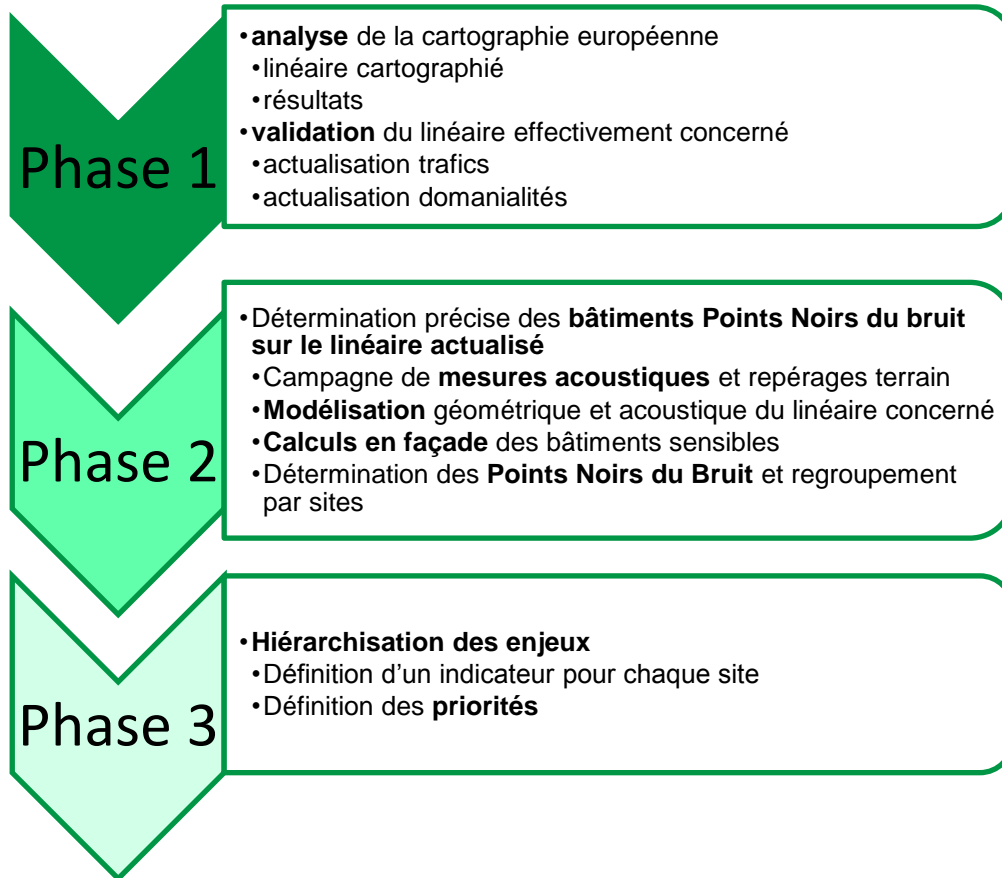 Phase 1
•analyse de la cartographie européenne
•linéaire cartographié
•résultats
•validation du linéaire effectivement concerné
•actualisation trafics
•actualisation domanialités
Phase 2
•Détermination précise des bâtiments Points Noirs du bruit
sur le linéaire actualisé
•Campagne de mesures acoustiques et repérages terrain
•Modélisation géométrique et acoustique du linéaire concerné
•Calculs en façade des bâtiments sensibles
•Détermination des Points Noirs du Bruit et regroupement
par sites
Phase 3
•Hiérarchisation des enjeux
•Définition d’un indicateur pour chaque site
•Définition des priorités